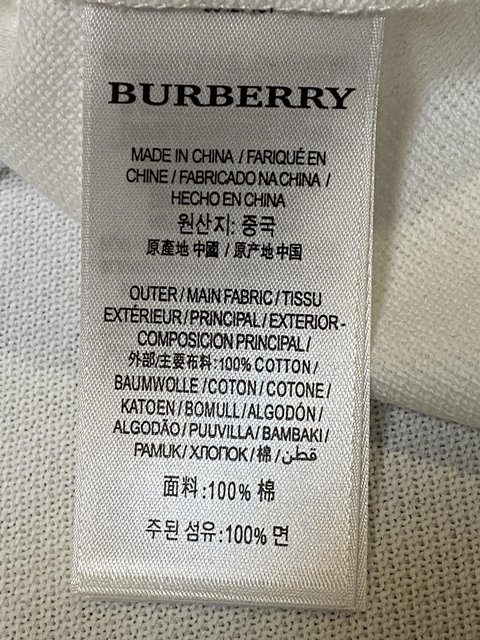 BURBERRY
MADE IN CHINA / FARIQUÉ EN
CHINE / FABRICADO NA CHINA /
HECHO EN CHINA
원산지: 중국
原產地 中國 / 原产地 中国
OUTER / MAIN FABRIC / TISSU
EXTÉRIEUR / PRINCIPAL / EXTERIOR -
COMPOSICION PRINCIPAL /
外部/主要布料: 100% COTTON /
BAUMWOLLE / COTON / COTONE /
KATOEN / BOMULL / ALGODÓN /
ALGODÃO / PUUVILLA / BAMBAKI /
PAMUK / ХЛОПОК / 棉 / قطن
面料: 100% 棉
주된 섬유: 100% 면